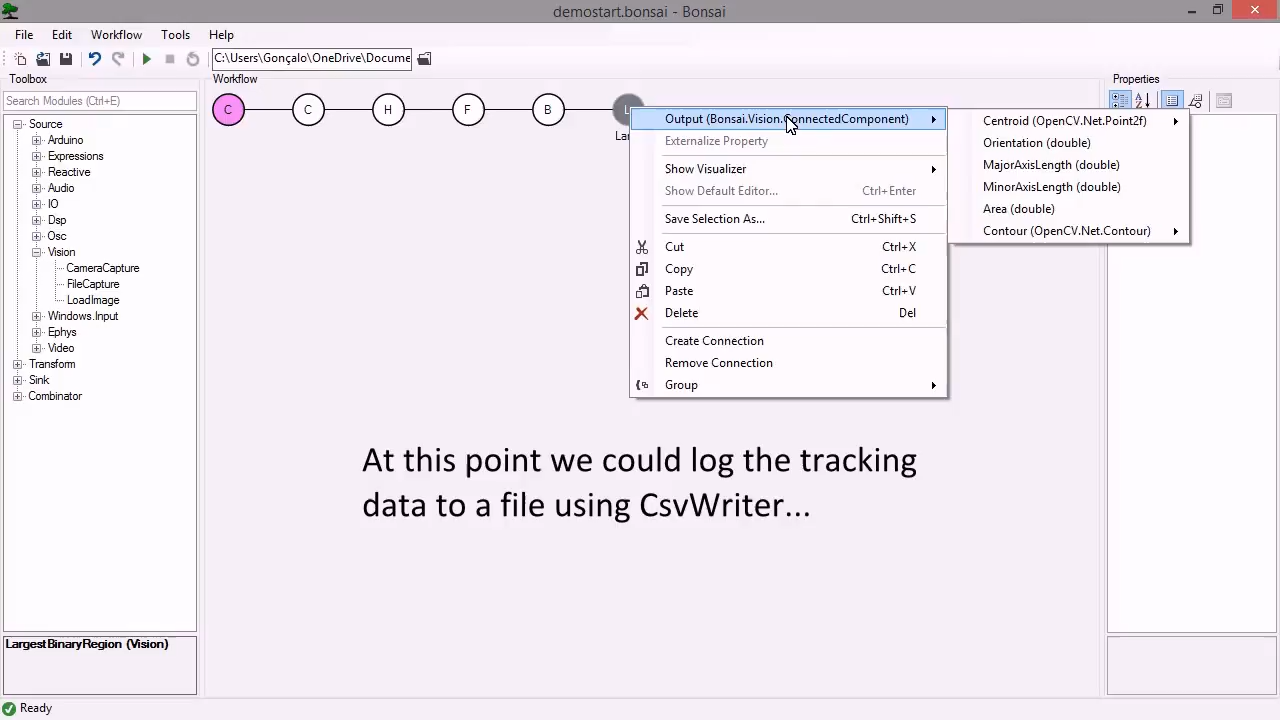 demostart.bonsai - Bonsai
File Edit Workflow Tools Help
C:\Users\Gonçalo\OneDrive\Docume
Toolbox
Workflow
Properties
Search Modules (Ctrl+E)
Source
Arduino
Expressions
Reactive
Audio
IO
Dsp
Osc
Vision
CameraCapture
FileCapture
LoadImage
Windows.Input
Ephys
Video
Transform
Sink
Combinator
LargestBinaryRegion (Vision)
C C H F B L
Lar
Output (Bonsai.Vision.ConnectedComponent)
Externalize Property
Show Visualizer
Show Default Editor... Ctrl+Enter
Save Selection As... Ctrl+Shift+S
Cut Ctrl+X
Copy Ctrl+C
Paste Ctrl+V
Delete Del
Create Connection
Remove Connection
Group
Centroid (OpenCV.Net.Point2f)
Orientation (double)
MajorAxisLength (double)
MinorAxisLength (double)
Area (double)
Contour (OpenCV.Net.Contour)
At this point we could log the tracking
data to a file using CsvWriter...
Ready